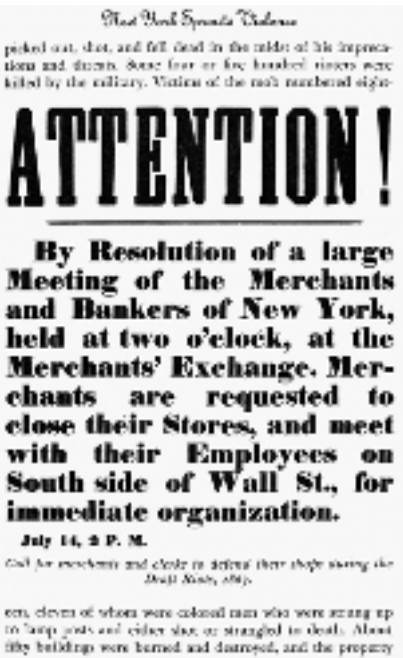 New York Sprouts Violence
picked out, shot, and fell dead in the midst of his impreca-
tions and threats. Some four or five hundred rioters were
killed by the military. Victims of the mob numbered eight-
ATTENTION!
By Resolution of a large
Meeting of the Merchants
and Bankers of New York,
held at two o'clock, at the
Merchants' Exchange. Mer-
chants are requested to
close their Stores, and meet
with their Employees on
South side of Wall St., for
immediate organization.
July 14, 2 P. M.
Call for merchants and clerks to defend their shops during the
Draft Riots,
een, eleven of whom were colored men who were strung up
to lamp posts and either shot or strangled to death. About
fifty buildings were burned and destroyed, and the property